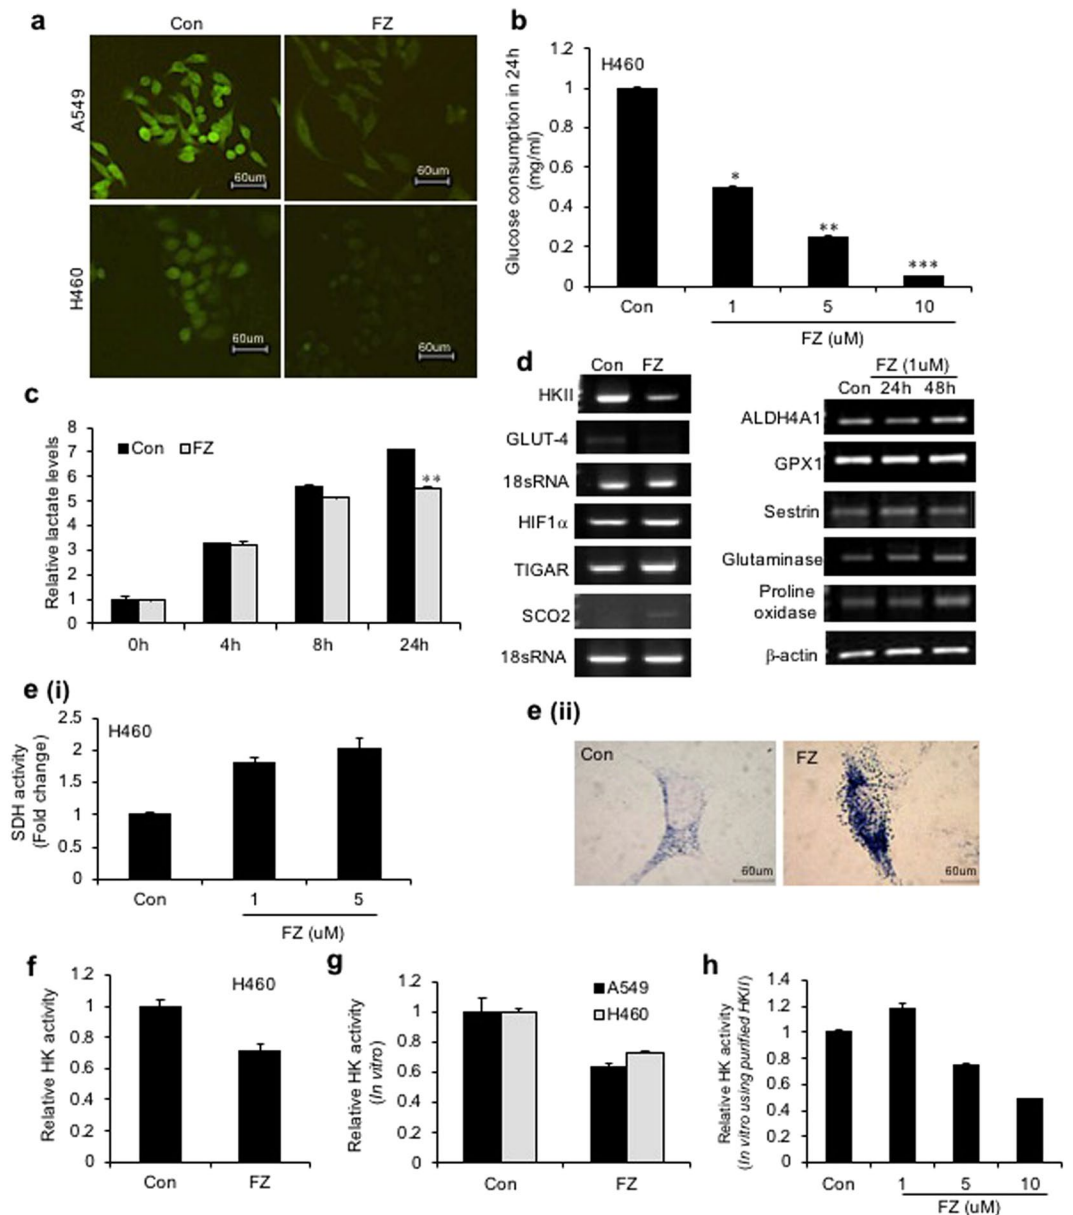 a
Con
FZ
A549
60um
60um
H460
60um
60um
b
Glucose consumption in 24h
(mg/ml)
1.2
1
0.8
0.6
0.4
0.2
0
H460
*
**
***
Con
1
5
10
FZ (uM)
c
Relative lactate levels
8
7
6
5
4
3
2
1
0
Con
FZ
**
0h
4h
8h
24h
d
Con FZ
HKII
GLUT-4
18sRNA
HIF1α
TIGAR
SCO2
18sRNA
FZ (1uM)
Con 24h 48h
ALDH4A1
GPX1
Sestrin
Glutaminase
Proline
oxidase
β-actin
e (i)
SDH activity
(Fold change)
2.5
2
1.5
1
0.5
0
H460
Con
1
5
FZ (uM)
e (ii)
Con
60um
FZ
60um
f
Relative HK activity
1.2
1
0.8
0.6
0.4
0.2
0
H460
Con
FZ
g
Relative HK activity
(In vitro)
1.2
1
0.8
0.6
0.4
0.2
0
A549
H460
Con
FZ
h
Relative HK activity
(In vitro using purified HKII)
1.4
1.2
1
0.8
0.6
0.4
0.2
0
Con
1
5
10
FZ (uM)